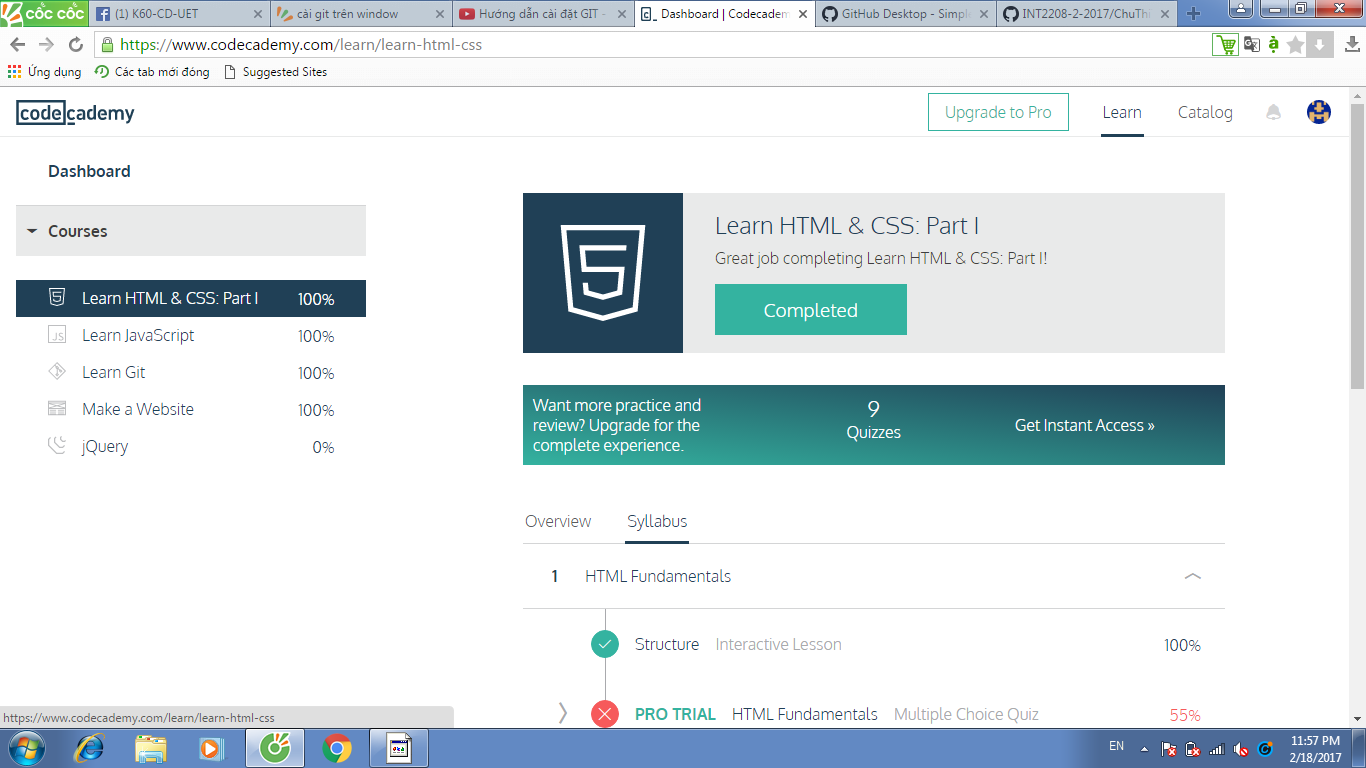 cốc cốc
(1) K60-CD-UET
cài git trên window
Hướng dẫn cài đặt GIT -
Dashboard | Codecadem
GitHub Desktop - Simpl
INT2208-2-2017/ChuThi
https://www.codecademy.com/learn/learn-html-css
Ứng dụng
Các tab mới đóng
Suggested Sites
codecademy
Upgrade to Pro
Learn
Catalog
Dashboard
Courses
Learn HTML & CSS: Part I 100%
Learn JavaScript 100%
Learn Git 100%
Make a Website 100%
jQuery 0%
Learn HTML & CSS: Part I
Great job completing Learn HTML & CSS: Part I!
Completed
Want more practice and
review? Upgrade for the
complete experience.
9
Quizzes
Get Instant Access »
Overview
Syllabus
1 HTML Fundamentals
Structure Interactive Lesson 100%
PRO TRIAL HTML Fundamentals Multiple Choice Quiz 55%
https://www.codecademy.com/learn/learn-html-css
EN
11:57 PM
2/18/2017